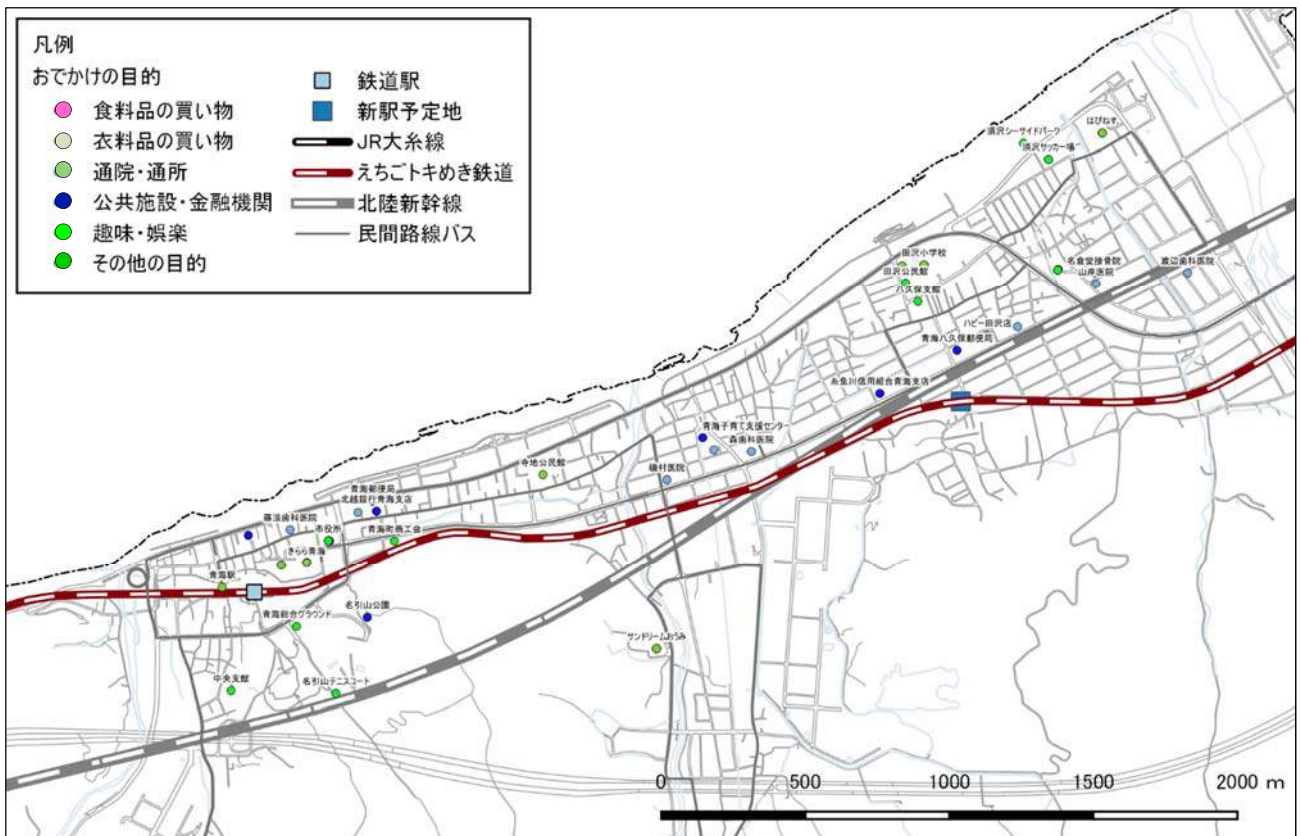 凡例
おでかけの目的
食料品の買い物
衣料品の買い物
通院・通所
公共施設・金融機関
趣味・娯楽
その他の目的
鉄道駅
新駅予定地
JR大糸線
えちごトキめき鉄道
北陸新幹線
民間路線バス
はぴねす
須沢シーサイドパーク
須沢サッカー場
田沢小学校
田沢公民館
八久保支館
名倉堂接骨院
山岸医院
渡辺歯科医院
ハピー田沢店
青海八久保郵便局
糸魚川信用組合青海支店
青海子育て支援センター
森歯科医院
磯村医院
寺地公民館
青海郵便局
北越銀行青海支店
藤浪歯科医院
市役所
青海町商工会
きらら青海
青海駅
名引山公園
青海総合グラウンド
サンドリームおうみ
中央支館
名引山テニスコート
0 500 1000 1500 2000 m